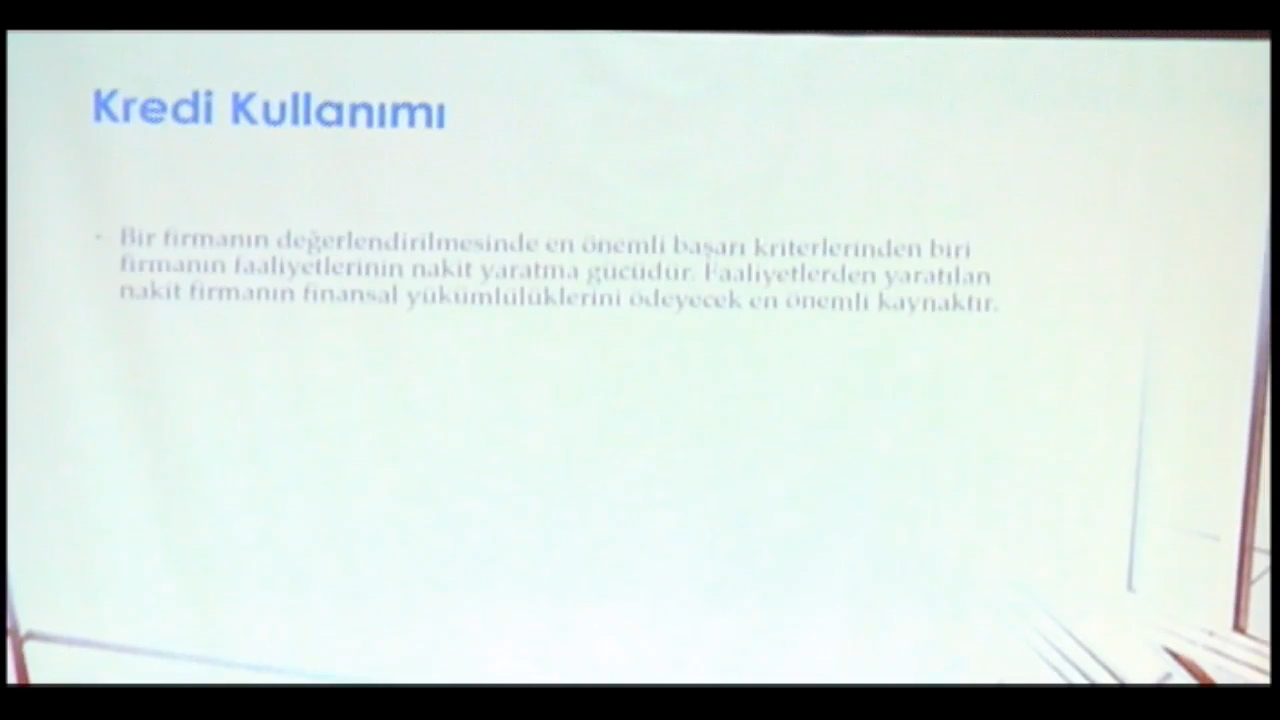 Kredi Kullanımı
- Bir firmanın değerlendirilmesinde en önemli başarı kriterlerinden biri
firmanın faaliyetlerinin nakit yaratma gücüdür. Faaliyetlerden yaratılan
nakit firmanın finansal yükümlülüklerini ödeyecek en önemli kaynaktır.